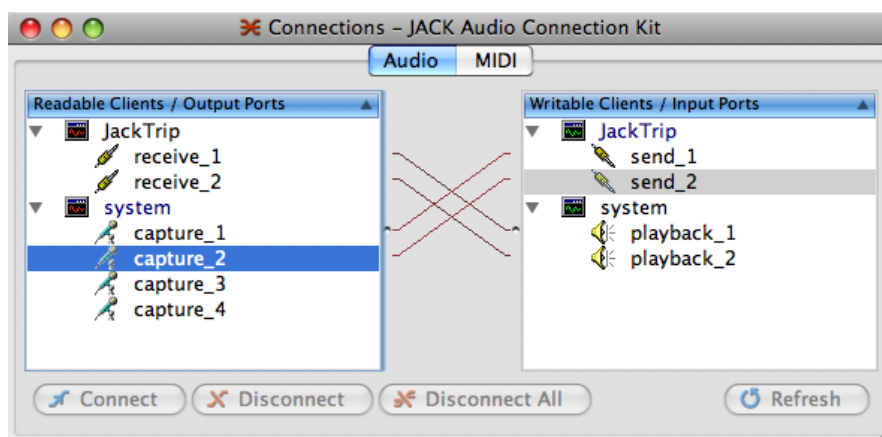 Connections – JACK Audio Connection Kit
Audio MIDI
Readable Clients / Output Ports
JackTrip
receive_1
receive_2
system
capture_1
capture_2
capture_3
capture_4
Writable Clients / Input Ports
JackTrip
send_1
send_2
system
playback_1
playback_2
Connect Disconnect Disconnect All Refresh